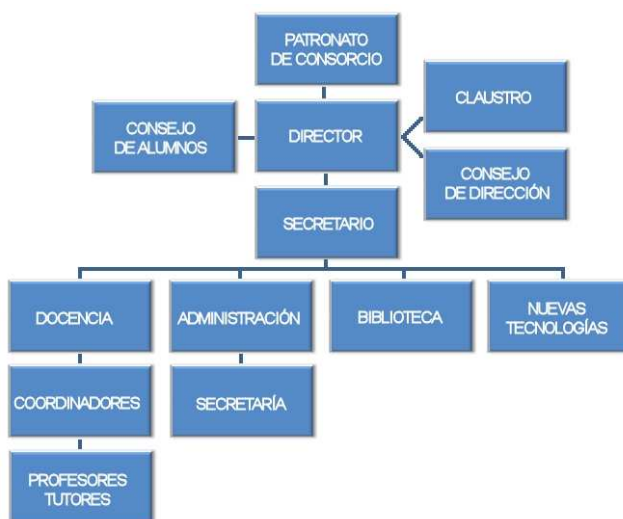 PATRONATO
DE CONSORCIO
CLAUSTRO
CONSEJO
DE ALUMNOS
DIRECTOR
CONSEJO
DE DIRECCIÓN
SECRETARIO
DOCENCIA
ADMINISTRACIÓN
BIBLIOTECA
NUEVAS
TECNOLOGÍAS
COORDINADORES
SECRETARÍA
PROFESORES
TUTORES